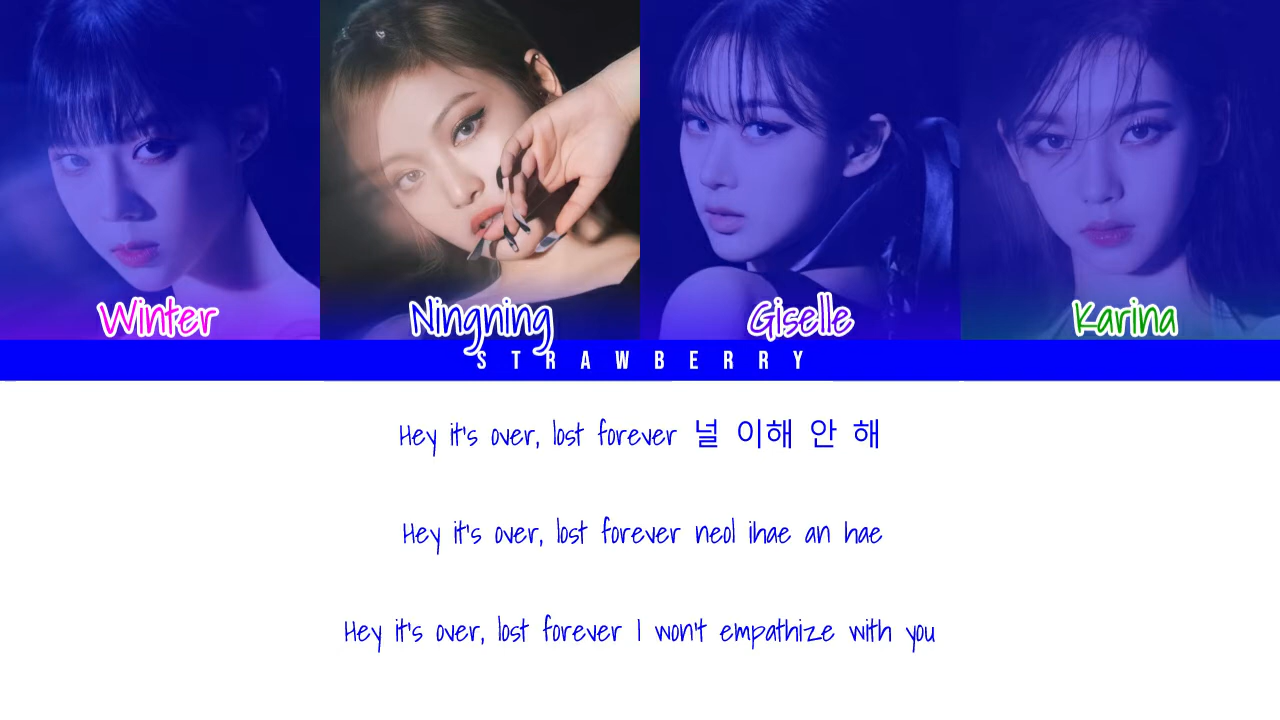 Winter Ningning Giselle Karina
STRAWBERRY
Hey it's over, lost forever 널 이해 안 해
Hey it's over, lost forever neol ihae an hae
Hey it's over, lost forever I won't empathize with you